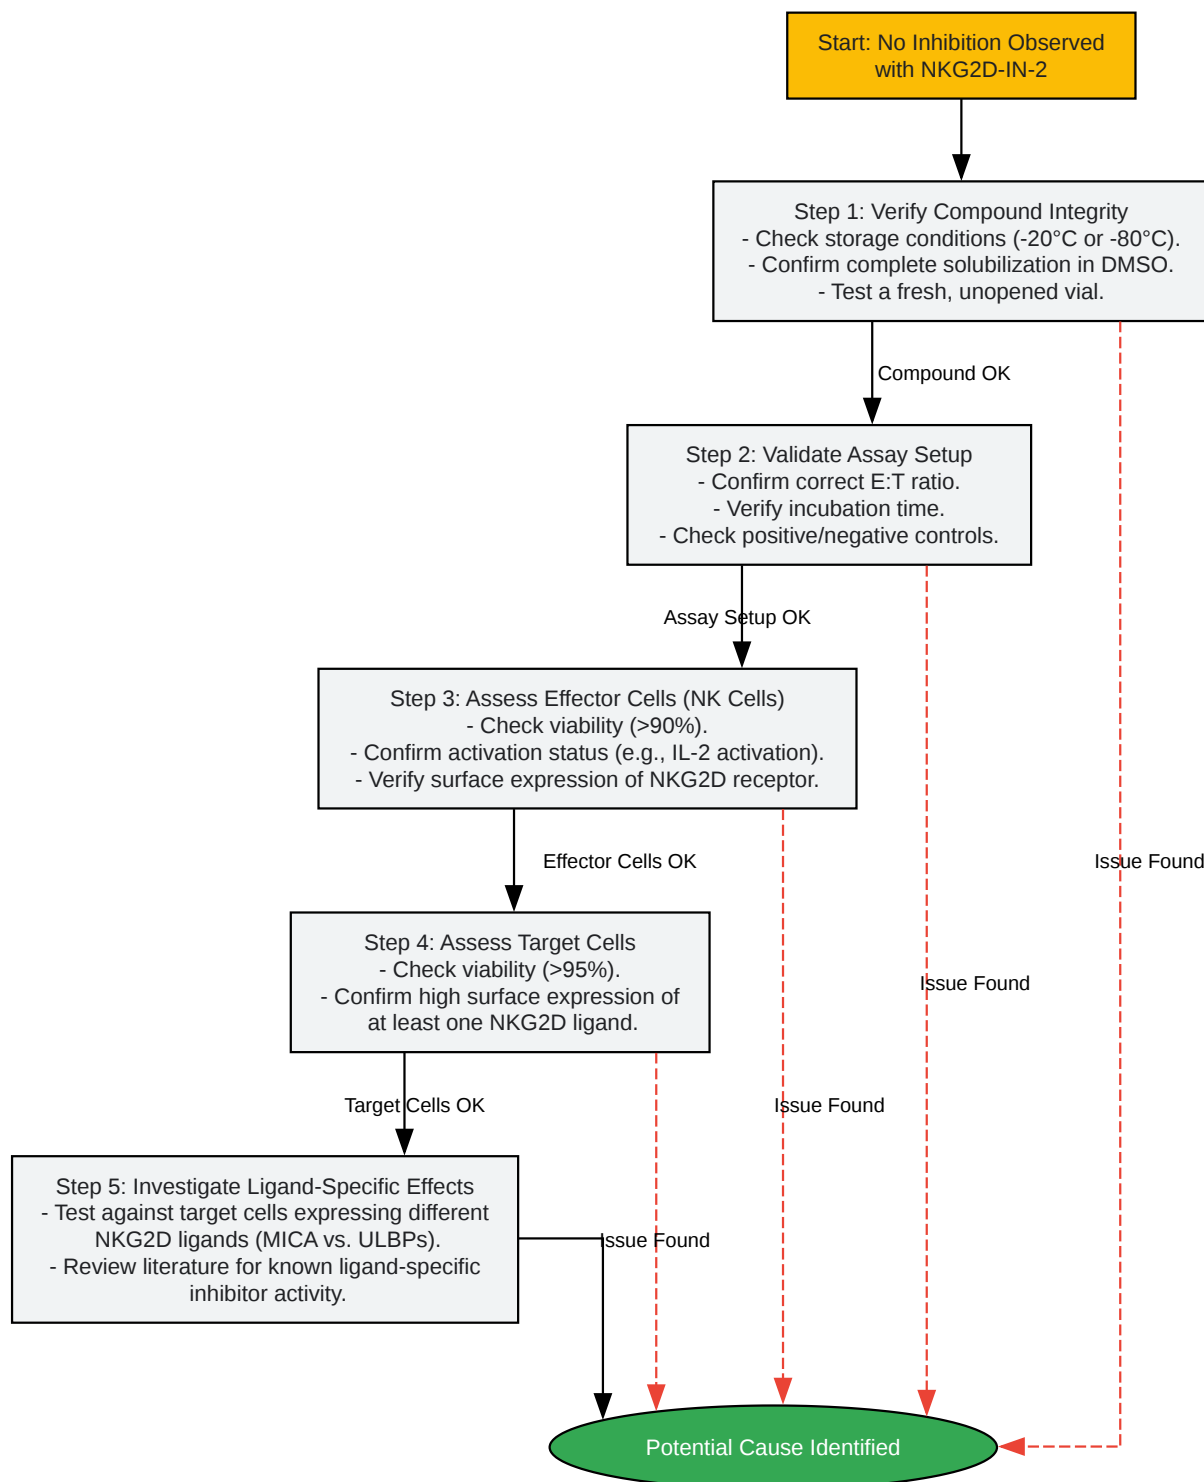 Start: No Inhibition Observed
with NKG2D-IN-2
Step 1: Verify Compound Integrity
- Check storage conditions (-20°C or -80°C).
- Confirm complete solubilization in DMSO.
- Test a fresh, unopened vial.
Compound OK
Step 2: Validate Assay Setup
- Confirm correct E:T ratio.
- Verify incubation time.
- Check positive/negative controls.
Assay Setup OK
Step 3: Assess Effector Cells (NK Cells)
- Check viability (>90%).
- Confirm activation status (e.g., IL-2 activation).
- Verify surface expression of NKG2D receptor.
Effector Cells OK
Issue Found
Step 4: Assess Target Cells
- Check viability (>95%).
- Confirm high surface expression of
at least one NKG2D ligand.
Issue Found
Target Cells OK
Issue Found
Step 5: Investigate Ligand-Specific Effects
- Test against target cells expressing different
NKG2D ligands (MICA vs. ULBPs).
- Review literature for known ligand-specific
inhibitor activity.
Issue Found
Potential Cause Identified